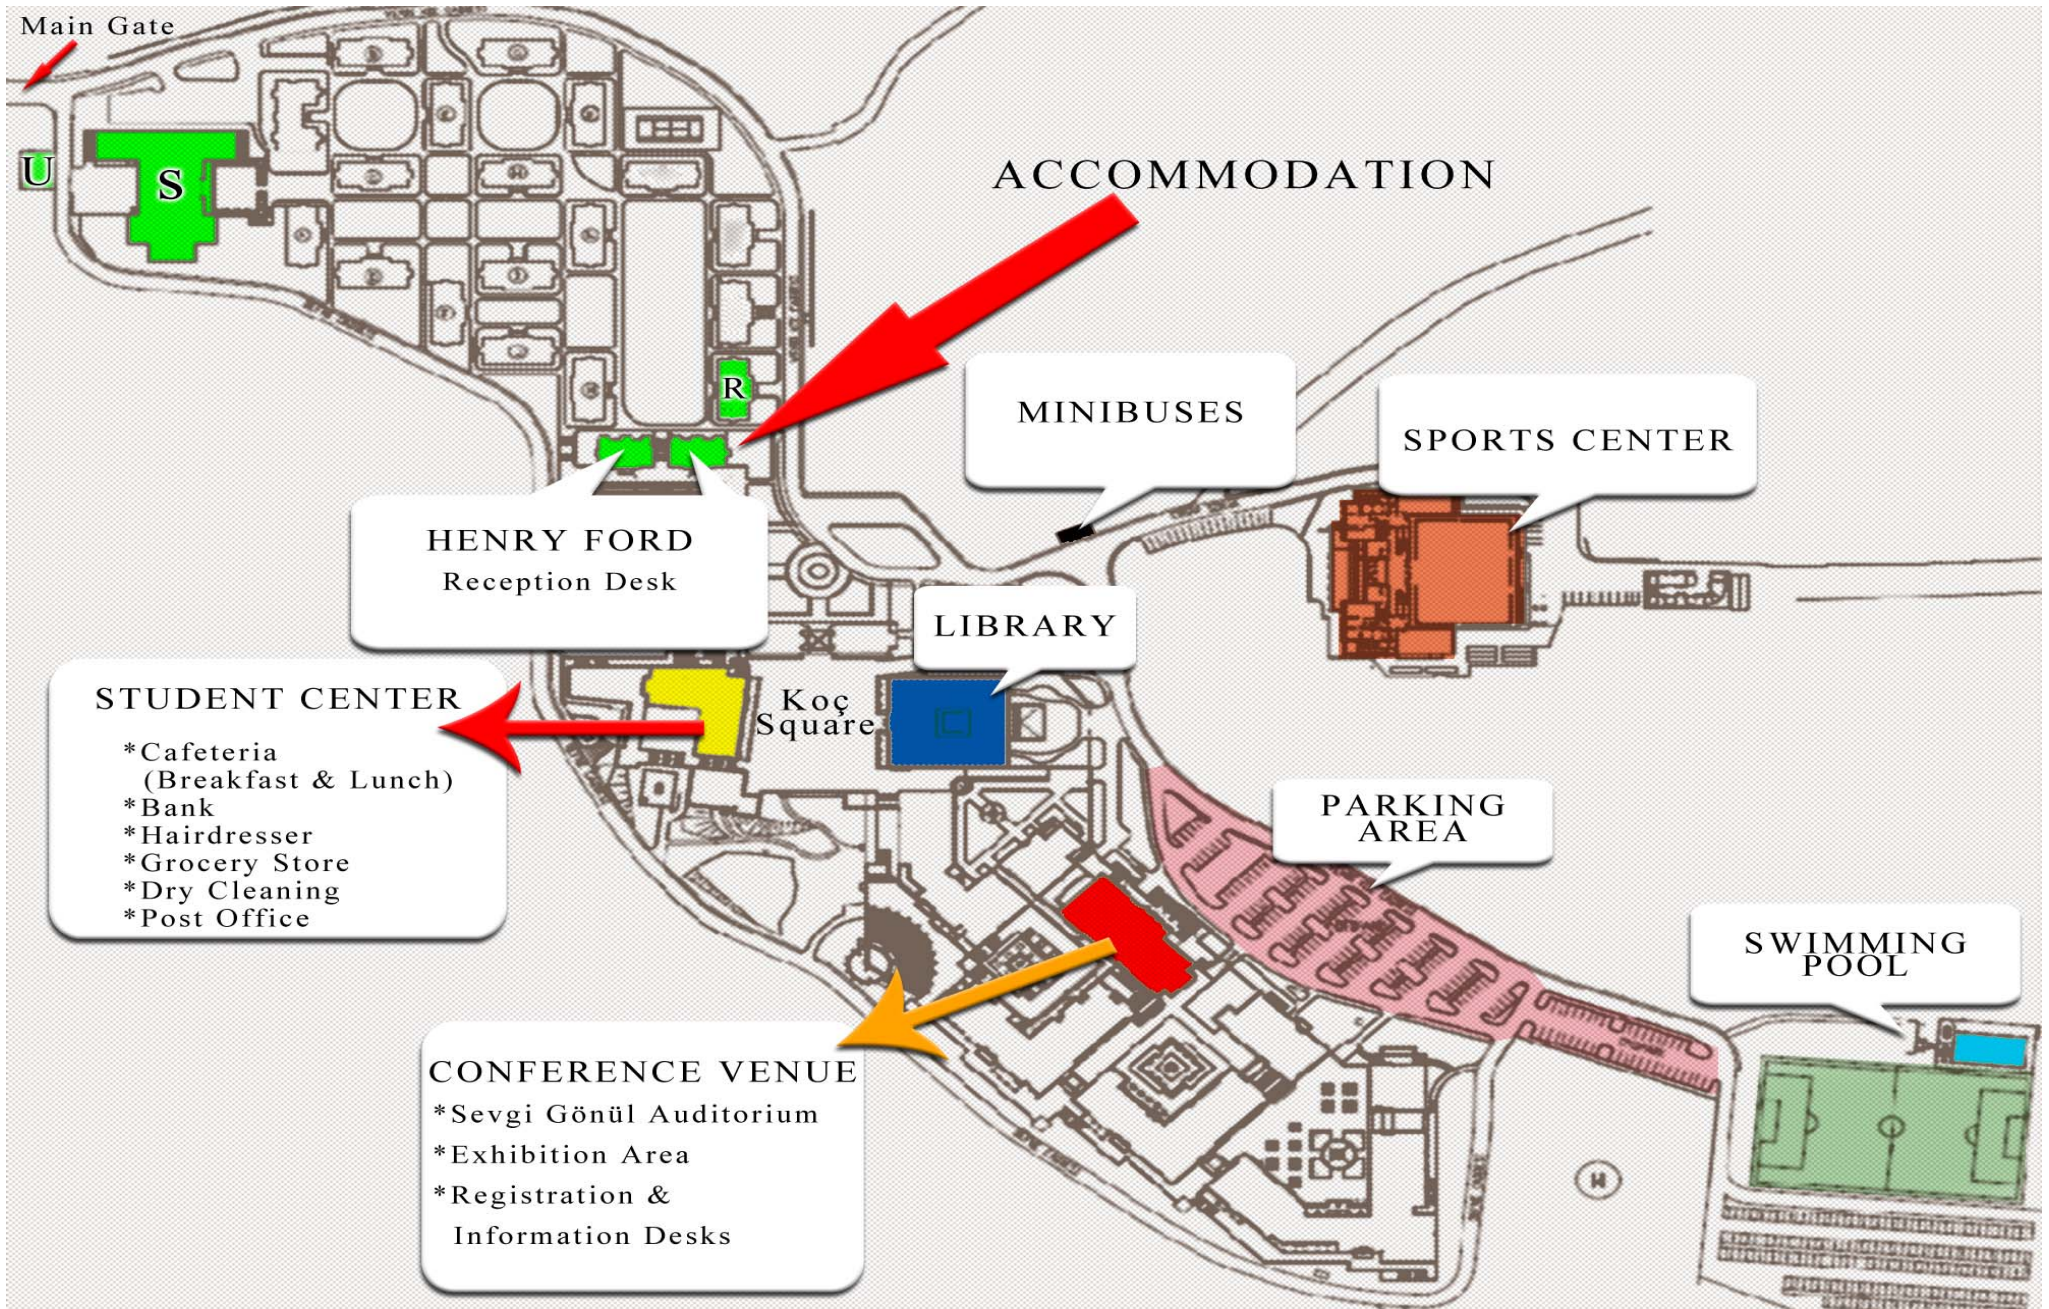 Main Gate
U
S
ACCOMMODATION
R
MINIBUSES
SPORTS CENTER
HENRY FORD
Reception Desk
LIBRARY
STUDENT CENTER
*Cafeteria
(Breakfast & Lunch)
*Bank
*Hairdresser
*Grocery Store
*Dry Cleaning
*Post Office
Koç
Square
PARKING
AREA
SWIMMING
POOL
CONFERENCE VENUE
*Sevgi Gönül Auditorium
*Exhibition Area
*Registration &
Information Desks
H